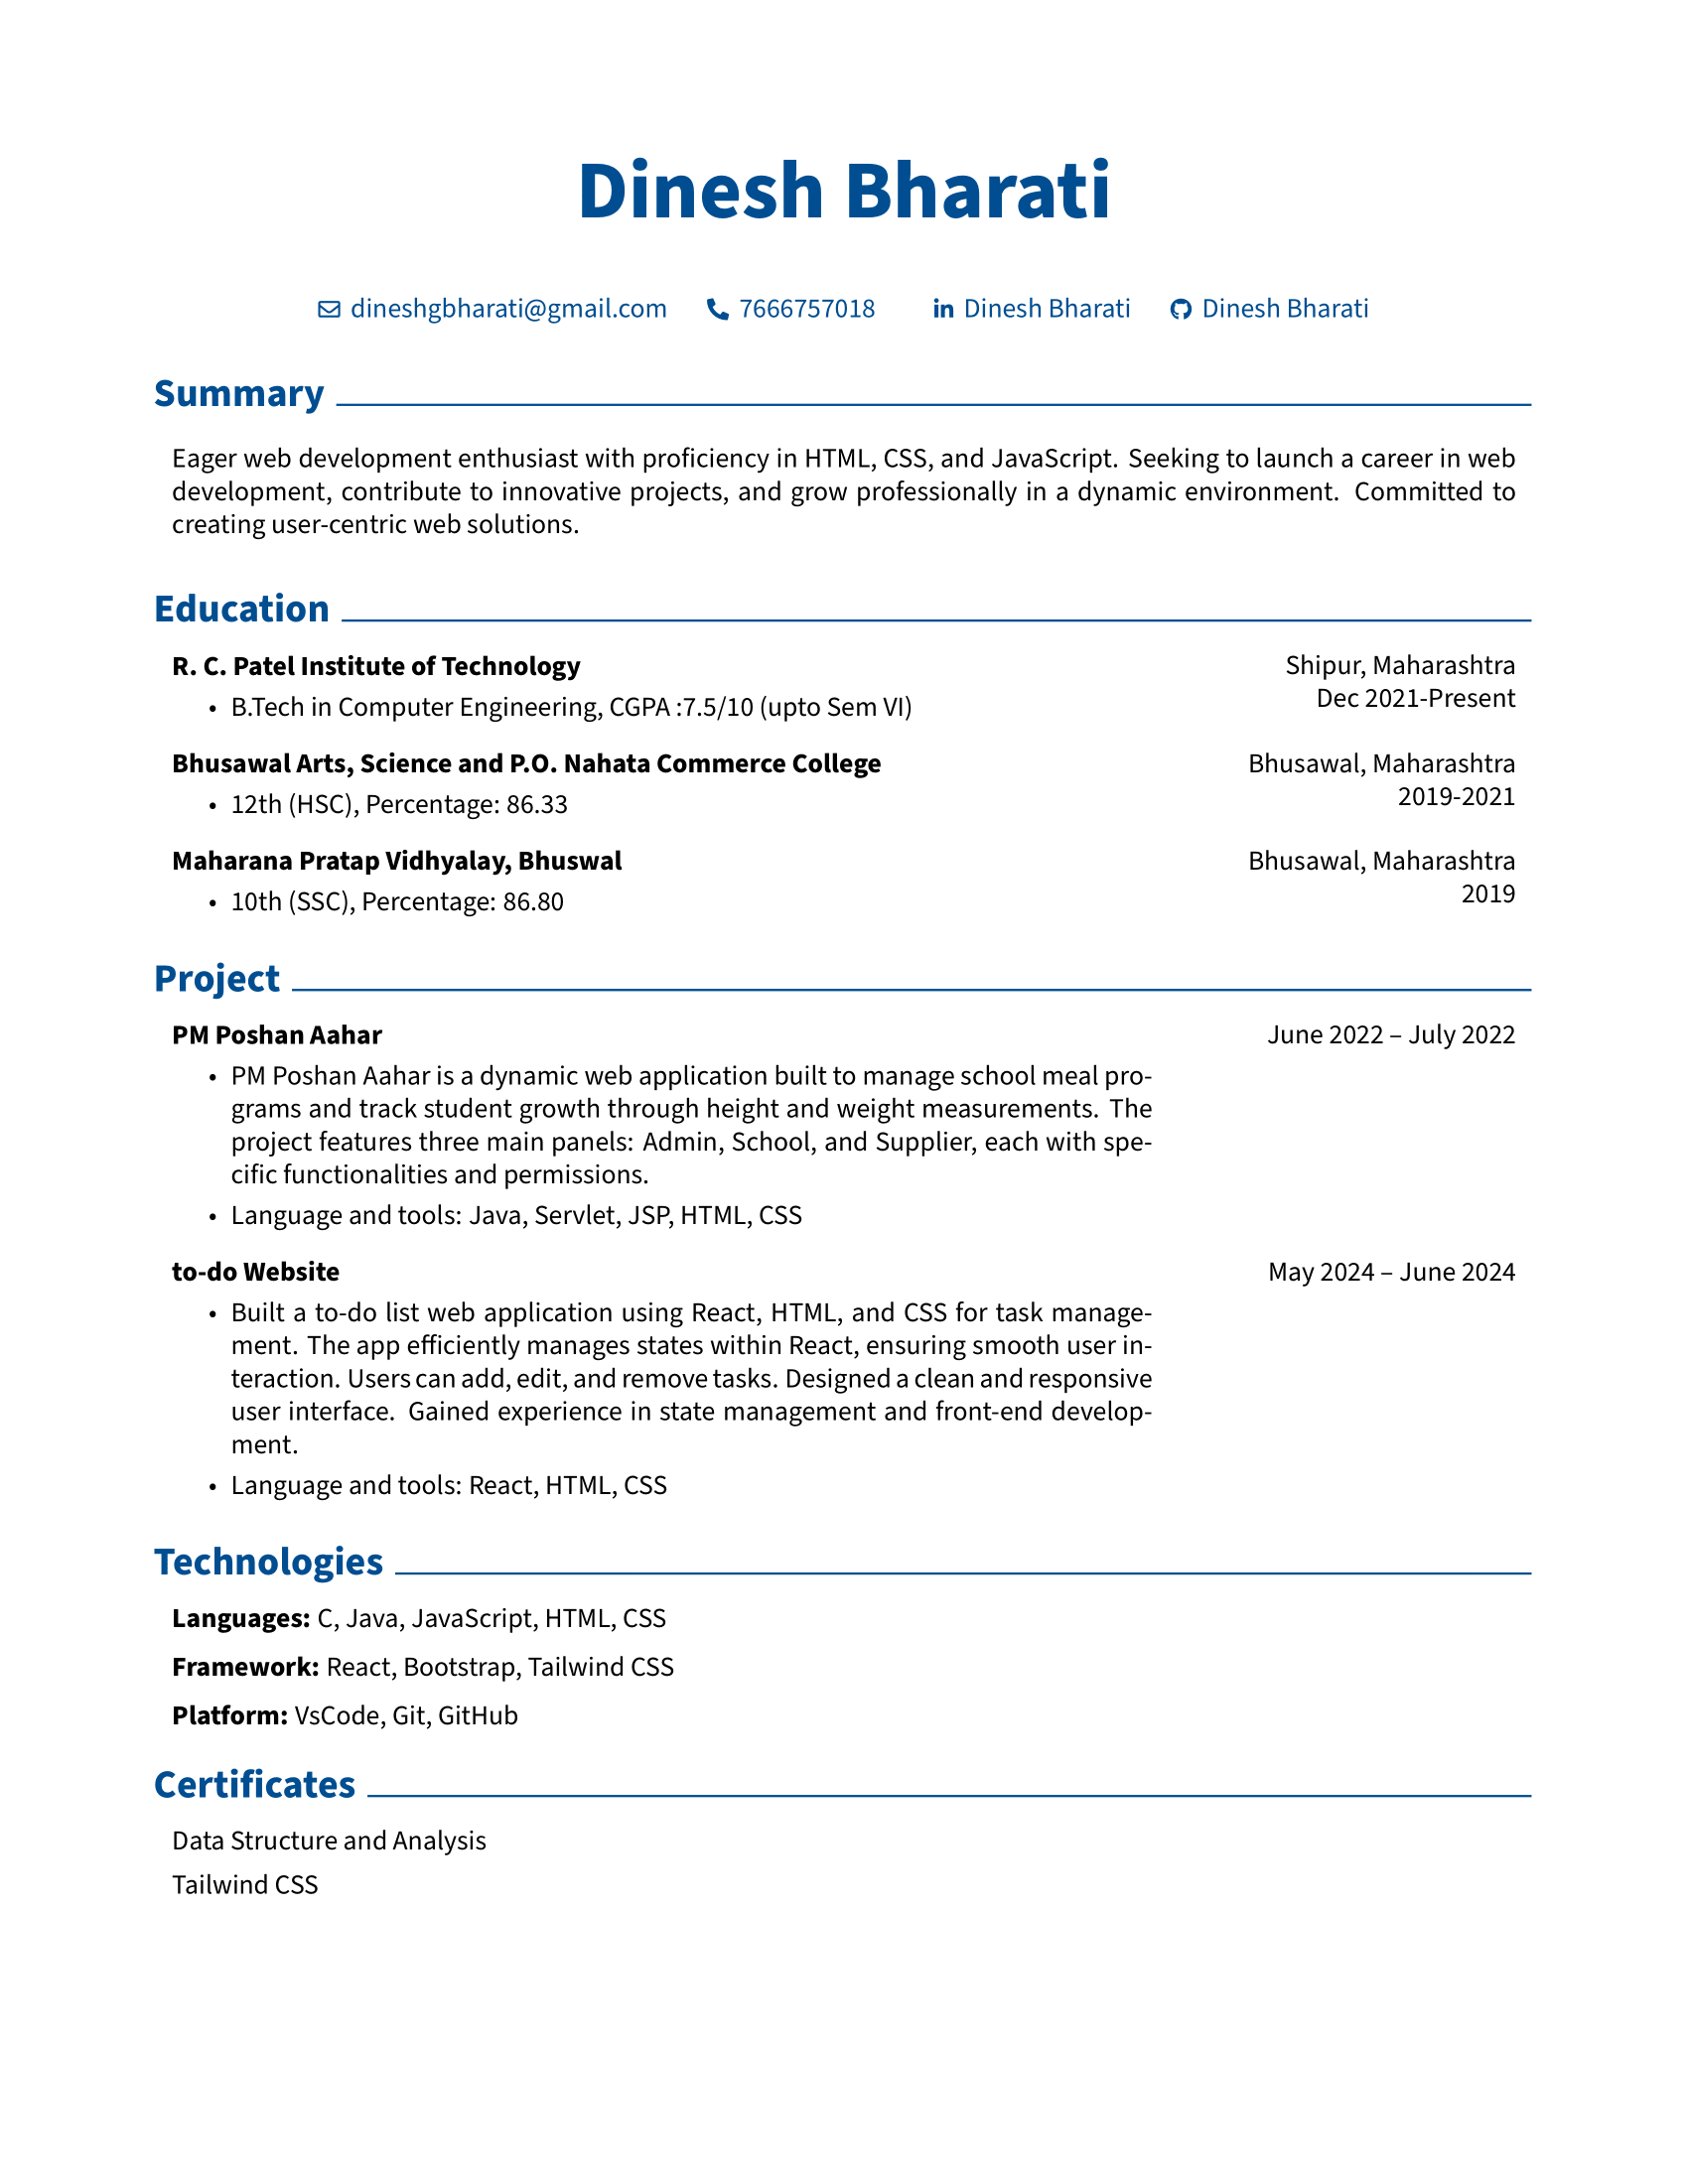 Dinesh Bharati
dineshgbharati@gmail.com 7666757018 in Dinesh Bharati Dinesh Bharati
Summary
Eager web development enthusiast with proficiency in HTML, CSS, and JavaScript. Seeking to launch a career in web
development, contribute to innovative projects, and grow professionally in a dynamic environment. Committed to
creating user-centric web solutions.
Education
R. C. Patel Institute of Technology Shipur, Maharashtra
Dec 2021-Present
• B.Tech in Computer Engineering, CGPA :7.5/10 (upto Sem VI)
Bhusawal Arts, Science and P.O. Nahata Commerce College Bhusawal, Maharashtra
2019-2021
• 12th (HSC), Percentage: 86.33
Maharana Pratap Vidhyalay, Bhuswal Bhusawal, Maharashtra
2019
• 10th (SSC), Percentage: 86.80
Project
PM Poshan Aahar June 2022 – July 2022
• PM Poshan Aahar is a dynamic web application built to manage school meal pro-
grams and track student growth through height and weight measurements. The
project features three main panels: Admin, School, and Supplier, each with spe-
cific functionalities and permissions.
• Language and tools: Java, Servlet, JSP, HTML, CSS
to-do Website May 2024 – June 2024
• Built a to-do list web application using React, HTML, and CSS for task manage-
ment. The app efficiently manages states within React, ensuring smooth user in-
teraction. Users can add, edit, and remove tasks. Designed a clean and responsive
user interface. Gained experience in state management and front-end develop-
ment.
• Language and tools: React, HTML, CSS
Technologies
Languages: C, Java, JavaScript, HTML, CSS
Framework: React, Bootstrap, Tailwind CSS
Platform: VsCode, Git, GitHub
Certificates
Data Structure and Analysis
Tailwind CSS